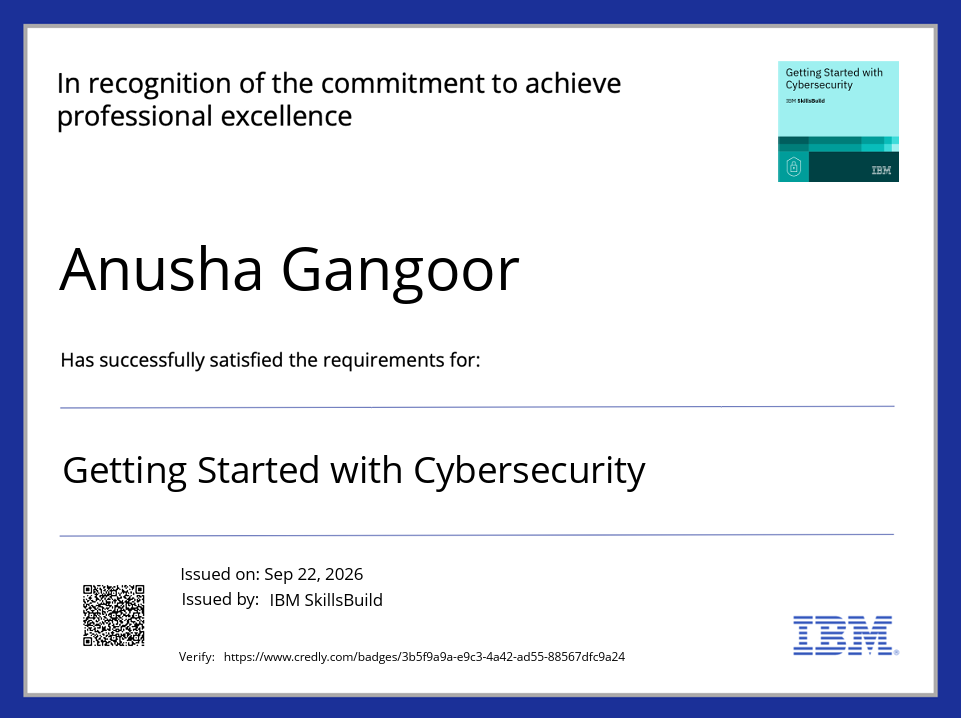 In recognition of the commitment to achieve
professional excellence
Getting Started with
Cybersecurity
IBM SkillsBuild
IBM
Anusha Gangoor
Has successfully satisfied the requirements for:
Getting Started with Cybersecurity
Issued on: Sep 22, 2026
Issued by: IBM SkillsBuild
Verify: https://www.credly.com/badges/3b5f9a9a-e9c3-4a42-ad55-88567dfc9a24
IBM®